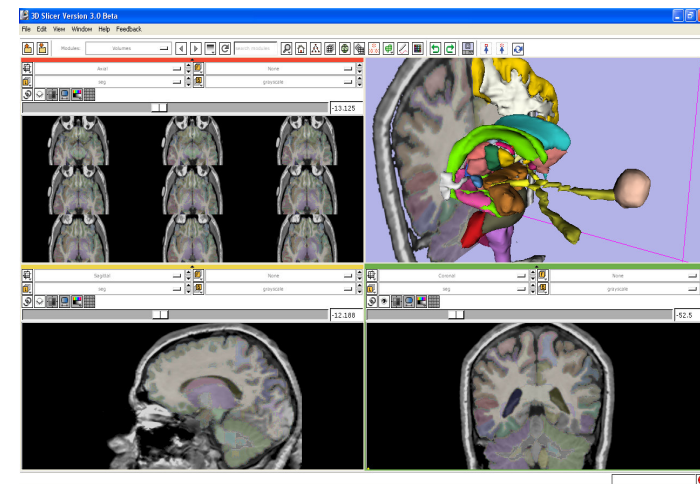 3D Slicer Version 3.0 Beta
File Edit View Window Help Feedback
Modules: Volumes search modules
Axial None
seg grayscale
-13.125
Sagittal None
seg grayscale
-12.188
Coronal None
seg grayscale
-52.5